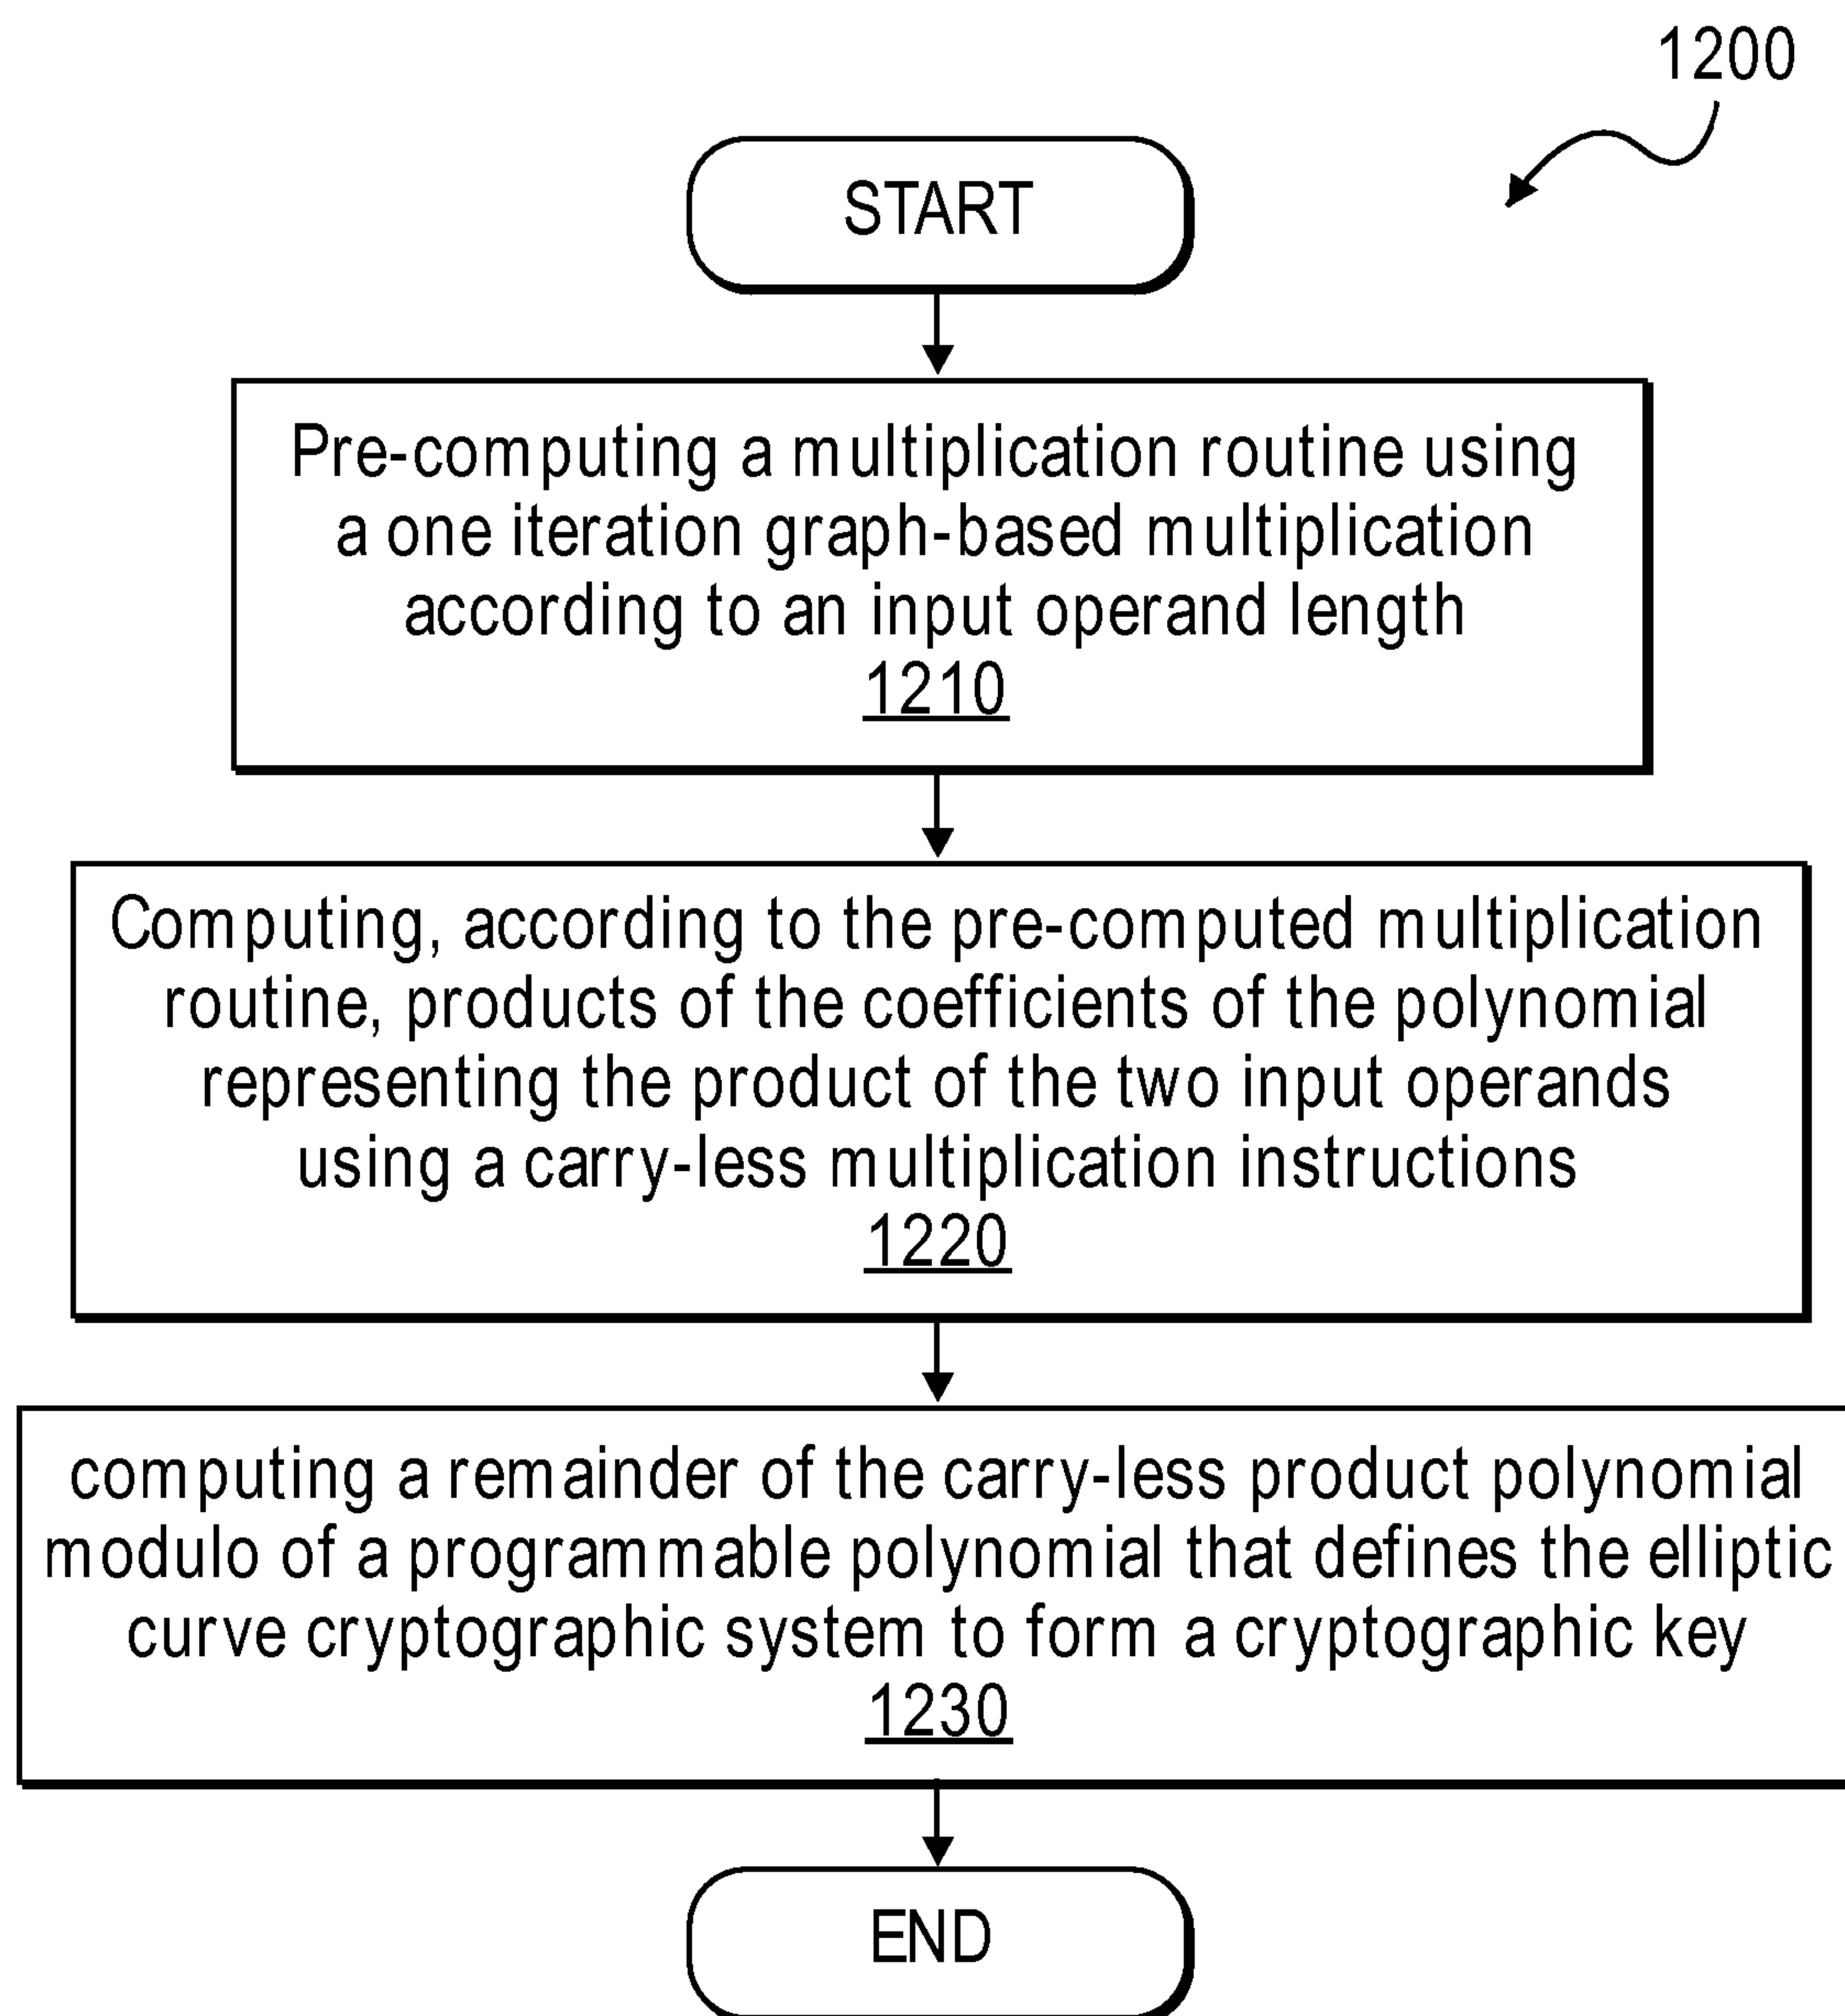 1200
START
Pre-computing a multiplication routine using
a one iteration graph-based multiplication
according to an input operand length
1210
Computing, according to the pre-computed multiplication
routine, products of the coefficients of the polynomial
representing the product of the two input operands
using a carry-less multiplication instructions
1220
computing a remainder of the carry-less product polynomial
modulo of a programmable polynomial that defines the elliptic
curve cryptographic system to form a cryptographic key
1230
END